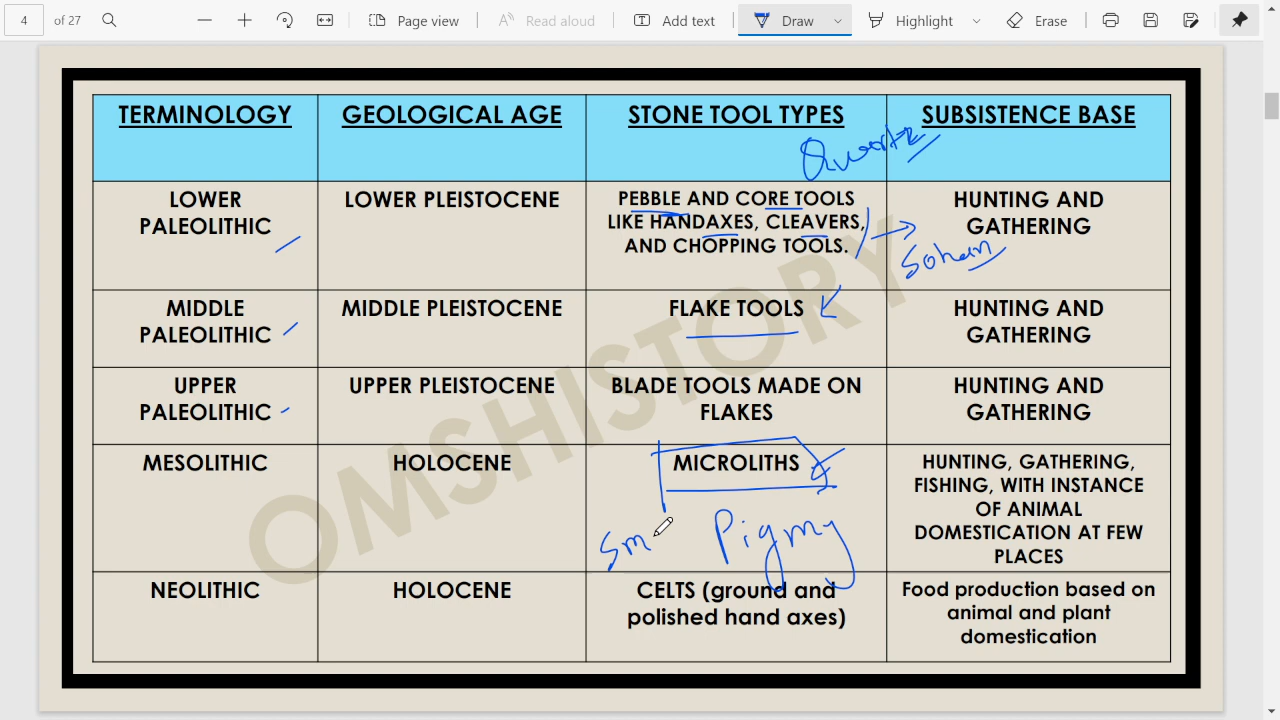 4 of 27 Page view Read aloud Add text Draw Highlight Erase
TERMINOLOGY GEOLOGICAL AGE STONE TOOL TYPES SUBSISTENCE BASE
Quartz
LOWER PALEOLITHIC
LOWER PLEISTOCENE
PEBBLE AND CORE TOOLS
LIKE HANDAXES, CLEAVERS,
AND CHOPPING TOOLS.
HUNTING AND
GATHERING
Sohan
MIDDLE
PALEOLITHIC
MIDDLE PLEISTOCENE
FLAKE TOOLS
HUNTING AND
GATHERING
UPPER
PALEOLITHIC
UPPER PLEISTOCENE
BLADE TOOLS MADE ON
FLAKES
HUNTING AND
GATHERING
MESOLITHIC
HOLOCENE
MICROLITHS
Sm Pigmy
HUNTING, GATHERING,
FISHING, WITH INSTANCE
OF ANIMAL
DOMESTICATION AT FEW
PLACES
NEOLITHIC
HOLOCENE
CELTS (ground and
polished hand axes)
Food production based on
animal and plant
domestication
OMSHISTORY